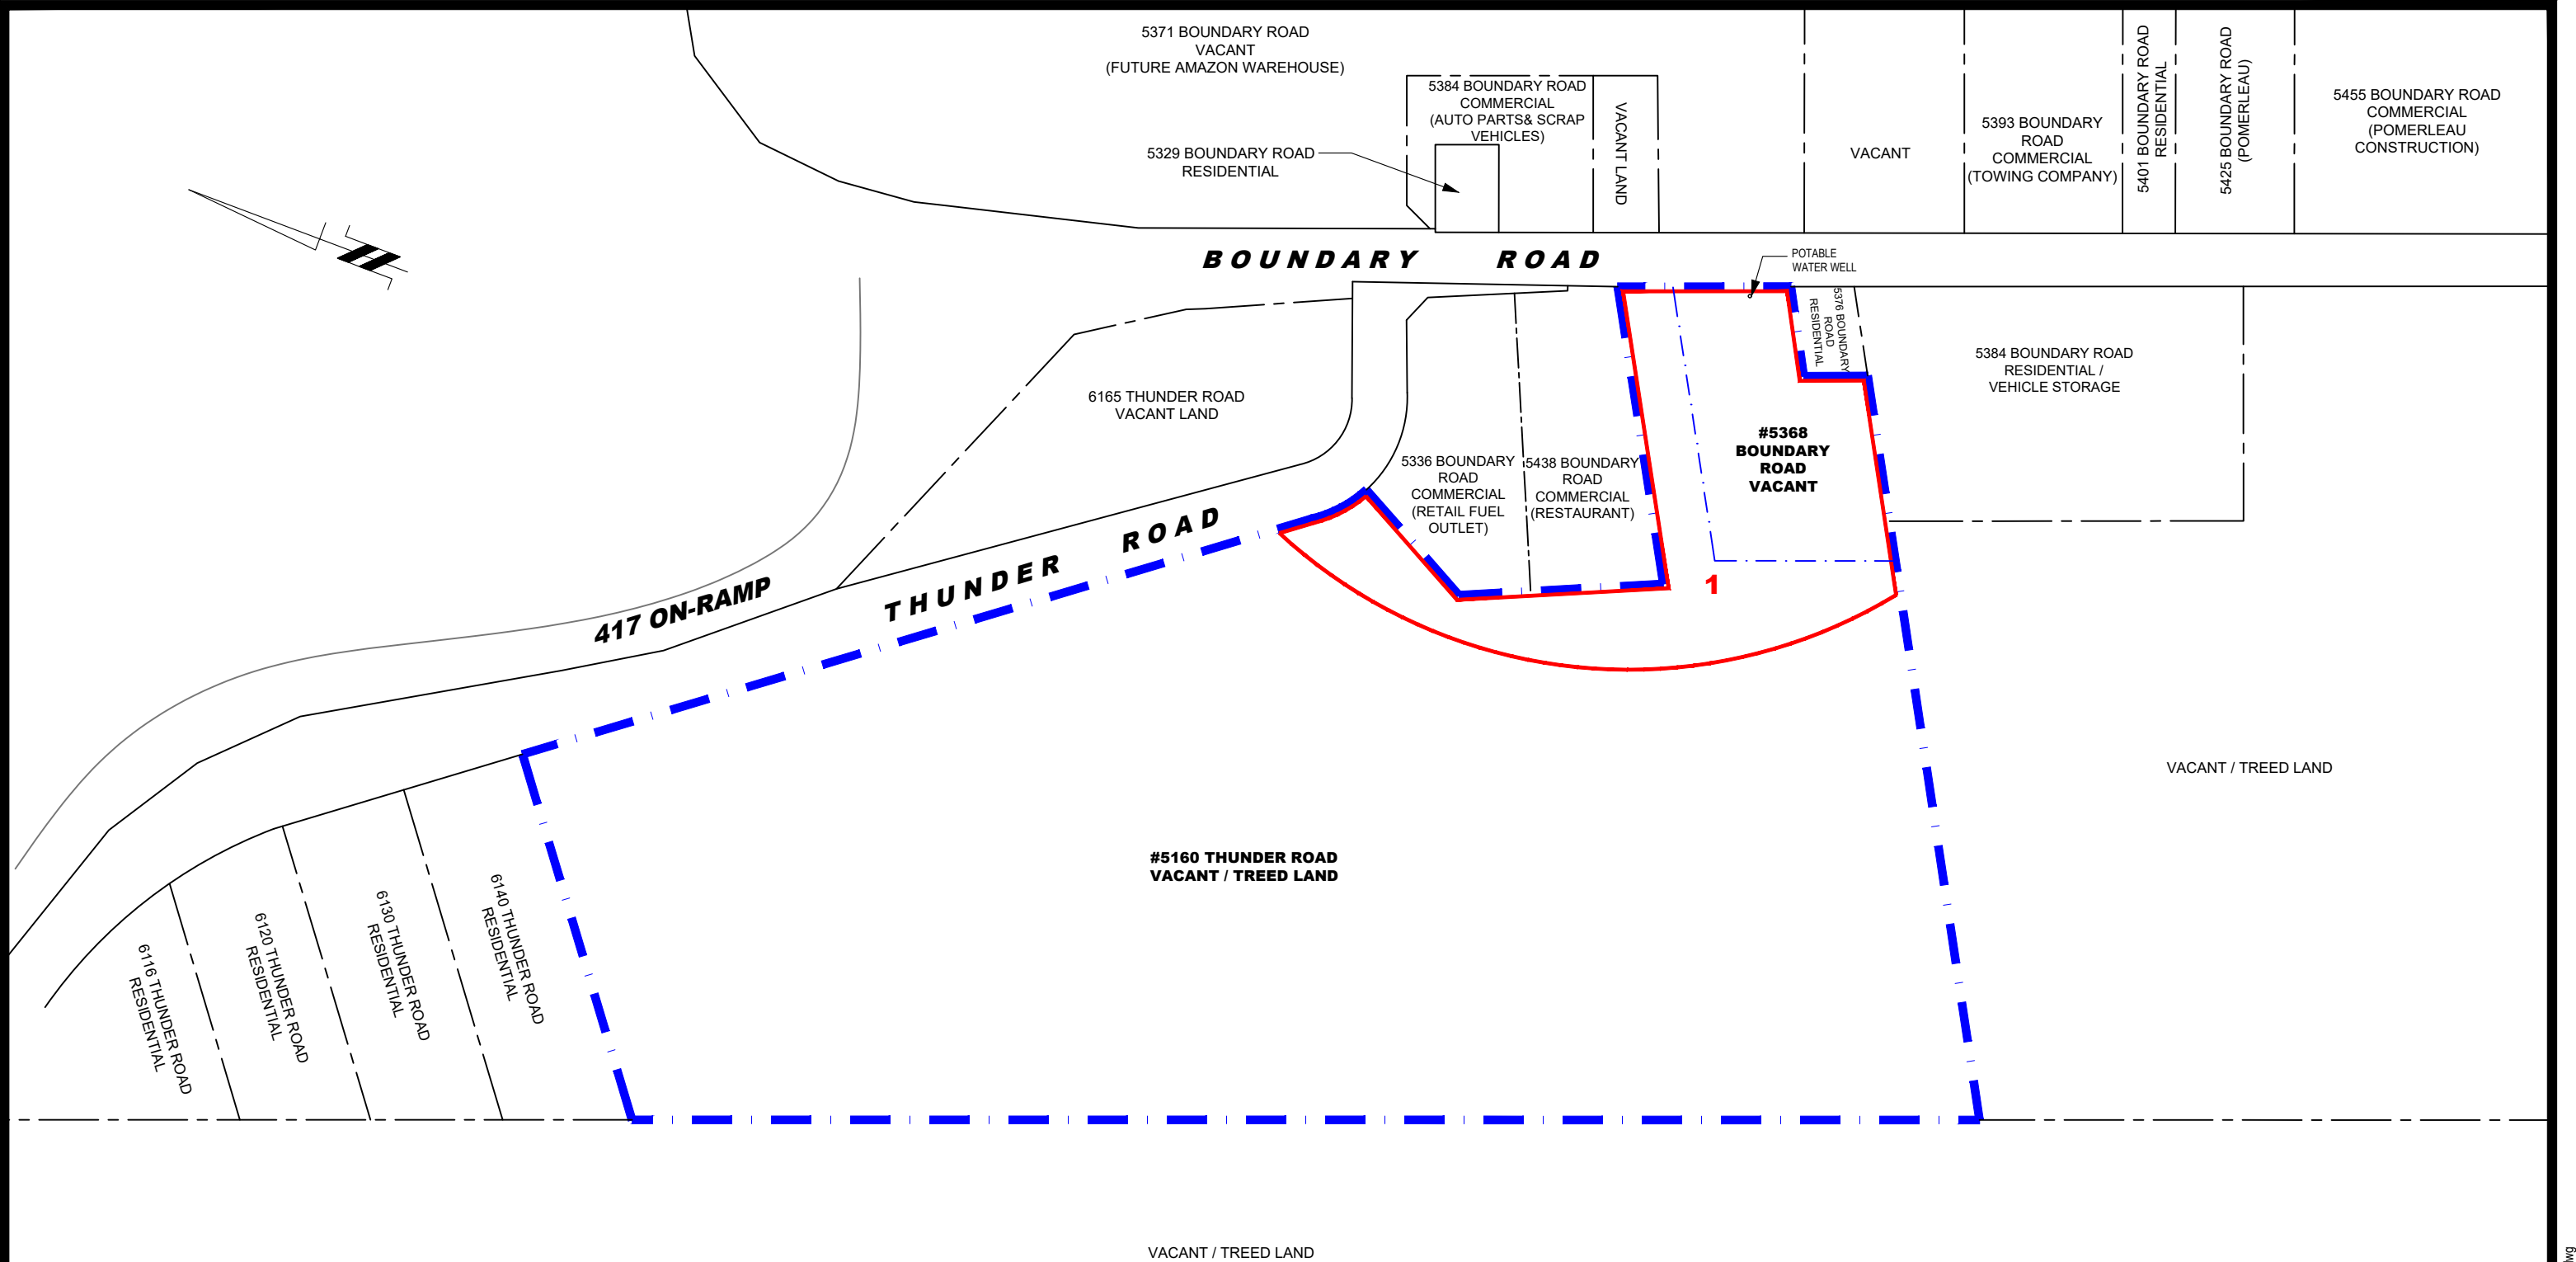 5371 BOUNDARY ROAD
VACANT
(FUTURE AMAZON WAREHOUSE)
5384 BOUNDARY ROAD
COMMERCIAL
(AUTO PARTS& SCRAP
VEHICLES)
VACANT LAND
5329 BOUNDARY ROAD
RESIDENTIAL
VACANT
5393 BOUNDARY
ROAD
COMMERCIAL
(TOWING COMPANY)
5401 BOUNDARY ROAD
RESIDENTIAL
5425 BOUNDARY ROAD
(POMERLEAU)
5455 BOUNDARY ROAD
COMMERCIAL
(POMERLEAU
CONSTRUCTION)
BOUNDARY ROAD
POTABLE
WATER WELL
5376 BOUNDARY
ROAD
RESIDENTIAL
5384 BOUNDARY ROAD
RESIDENTIAL /
VEHICLE STORAGE
6165 THUNDER ROAD
VACANT LAND
5336 BOUNDARY
ROAD
COMMERCIAL
(RETAIL FUEL
OUTLET)
5438 BOUNDARY
ROAD
COMMERCIAL
(RESTAURANT)
#5368
BOUNDARY
ROAD
VACANT
1
417 ON-RAMP
THUNDER ROAD
VACANT / TREED LAND
#5160 THUNDER ROAD
VACANT / TREED LAND
6116 THUNDER ROAD
RESIDENTIAL
6120 THUNDER ROAD
RESIDENTIAL
6130 THUNDER ROAD
RESIDENTIAL
6140 THUNDER ROAD
RESIDENTIAL
VACANT / TREED LAND